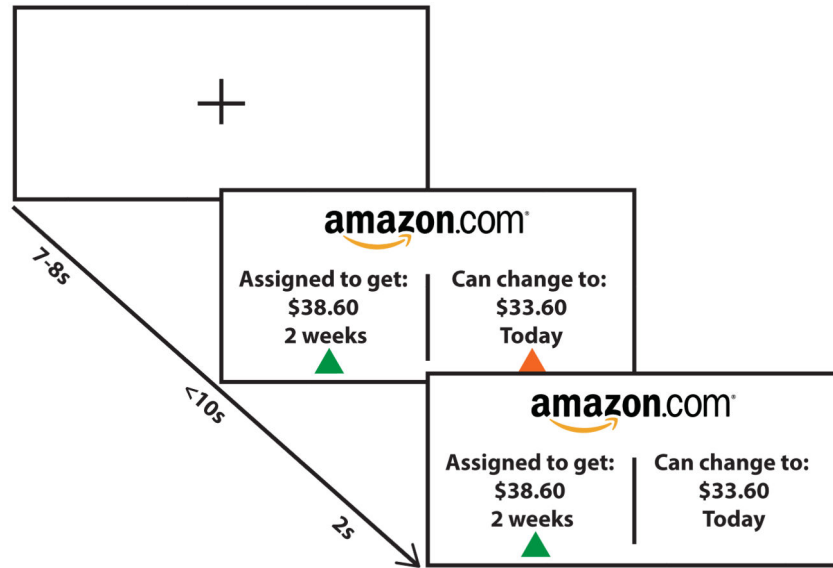 7-8s
amazon.com®
Assigned to get:
$38.60
2 weeks
Can change to:
$33.60
Today
<10s
amazon.com®
Assigned to get:
$38.60
2 weeks
Can change to:
$33.60
Today
2s